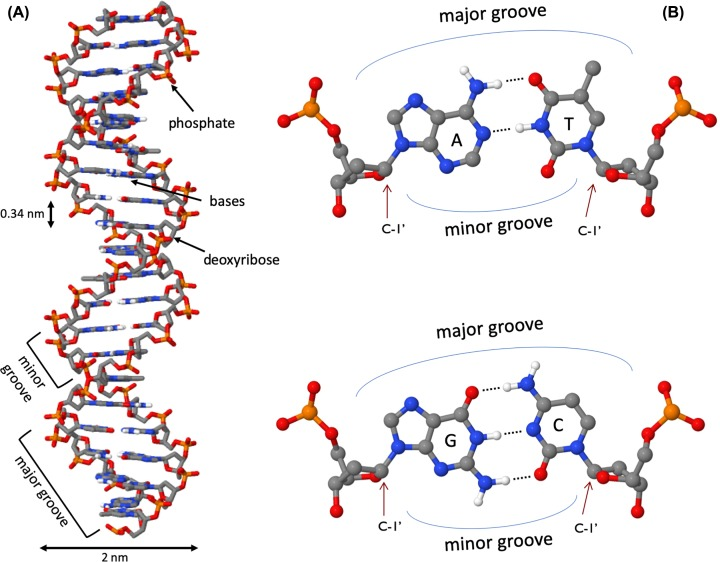 (A)
phosphate
bases
0.34 nm
deoxyribose
minor
groove
major groove
2 nm
(B)
major groove
A
T
C-1'
C-1'
minor groove
major groove
G
C
C-1'
C-1'
minor groove